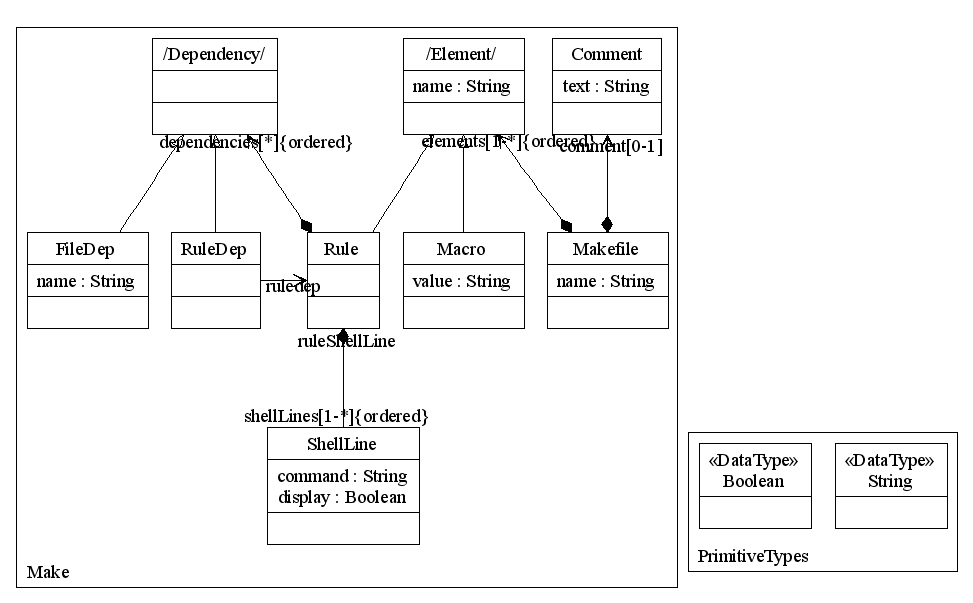 /Dependency/
/Element/
name : String
Comment
text : String
dependencies[*]{ordered}
elements[1-*]{ordered}
comment[0-1]
FileDep
name : String
RuleDep
Rule
Macro
value : String
Makefile
name : String
ruledep
ruleShellLine
shellLines[1-*]{ordered}
ShellLine
command : String
display : Boolean
Make
«DataType»
Boolean
«DataType»
String
PrimitiveTypes